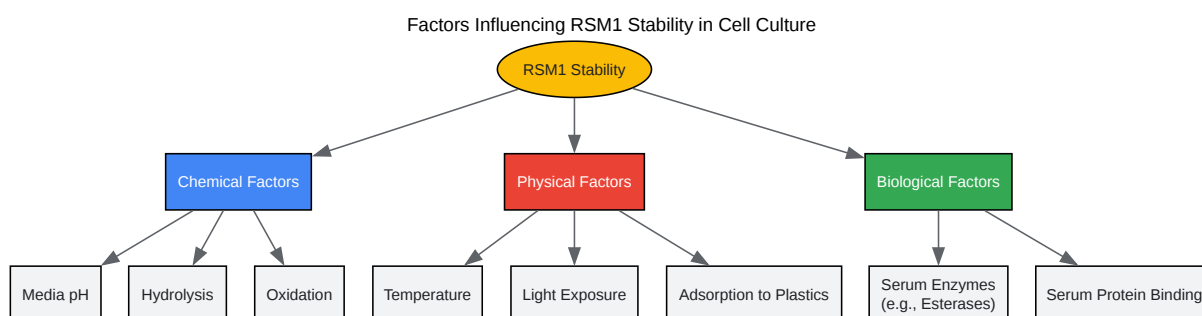 Factors Influencing RSM1 Stability in Cell Culture
RSM1 Stability
Chemical Factors
Physical Factors
Biological Factors
Media pH
Hydrolysis
Oxidation
Temperature
Light Exposure
Adsorption to Plastics
Serum Enzymes
(e.g., Esterases)
Serum Protein Binding